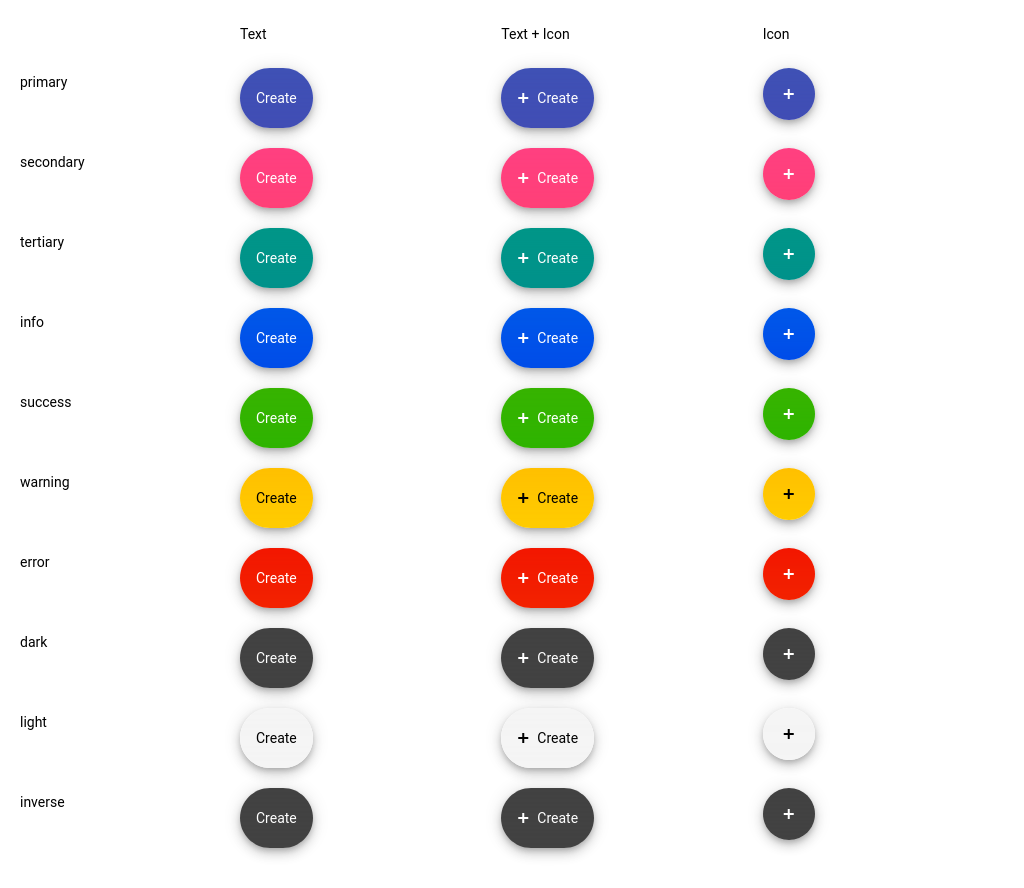 Text Text + Icon Icon
primary Create + Create +
secondary Create + Create +
tertiary Create + Create +
info Create + Create +
success Create + Create +
warning Create + Create +
error Create + Create +
dark Create + Create +
light Create + Create +
inverse Create + Create +